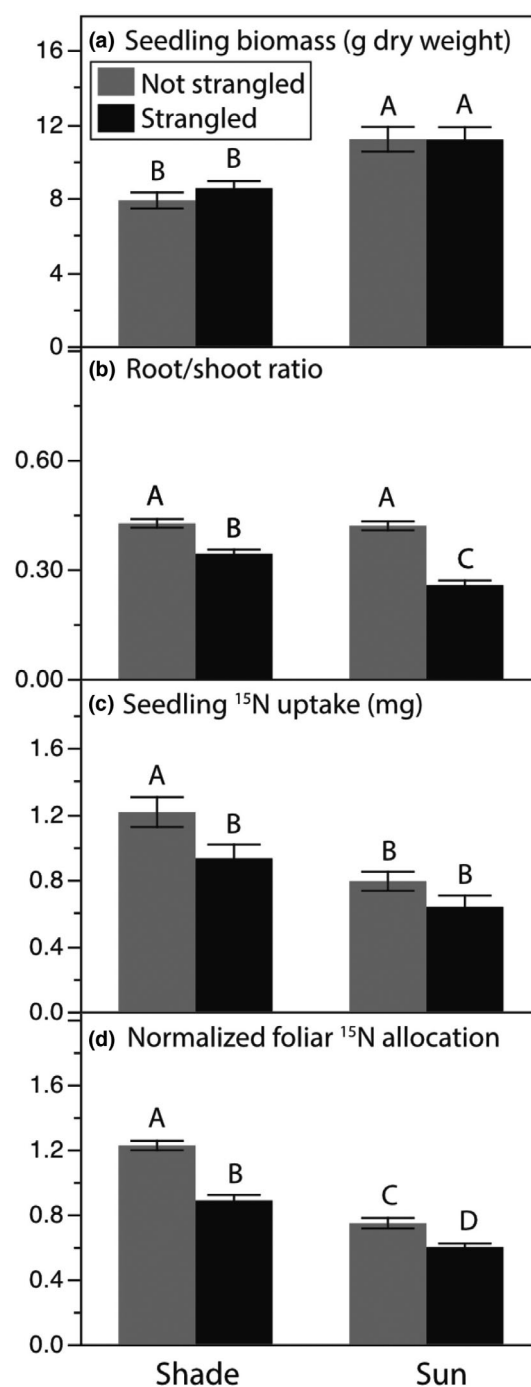 (a) Seedling biomass (g dry weight)
Not strangled
Strangled
16
12
8
4
0
B
B
A
A
(b) Root/shoot ratio
0.60
0.30
0.00
A
B
A
C
(c) Seedling ¹⁵N uptake (mg)
1.6
1.2
0.8
0.4
0.0
A
B
B
B
(d) Normalized foliar ¹⁵N allocation
1.6
1.2
0.8
0.4
0.0
A
B
C
D
Shade Sun